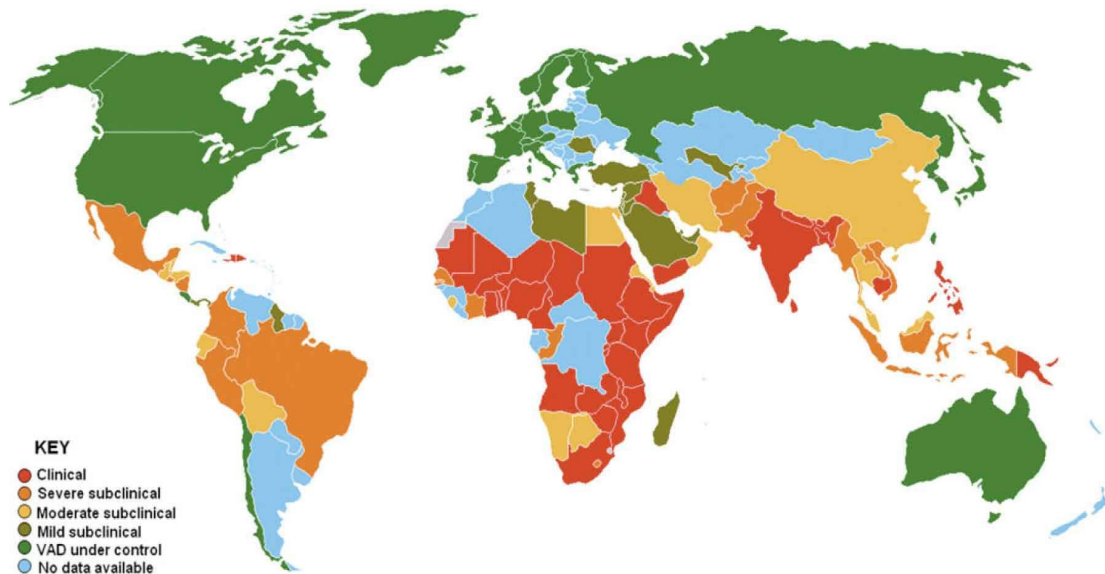 KEY
Clinical
Severe subclinical
Moderate subclinical
Mild subclinical
VAD under control
No data available